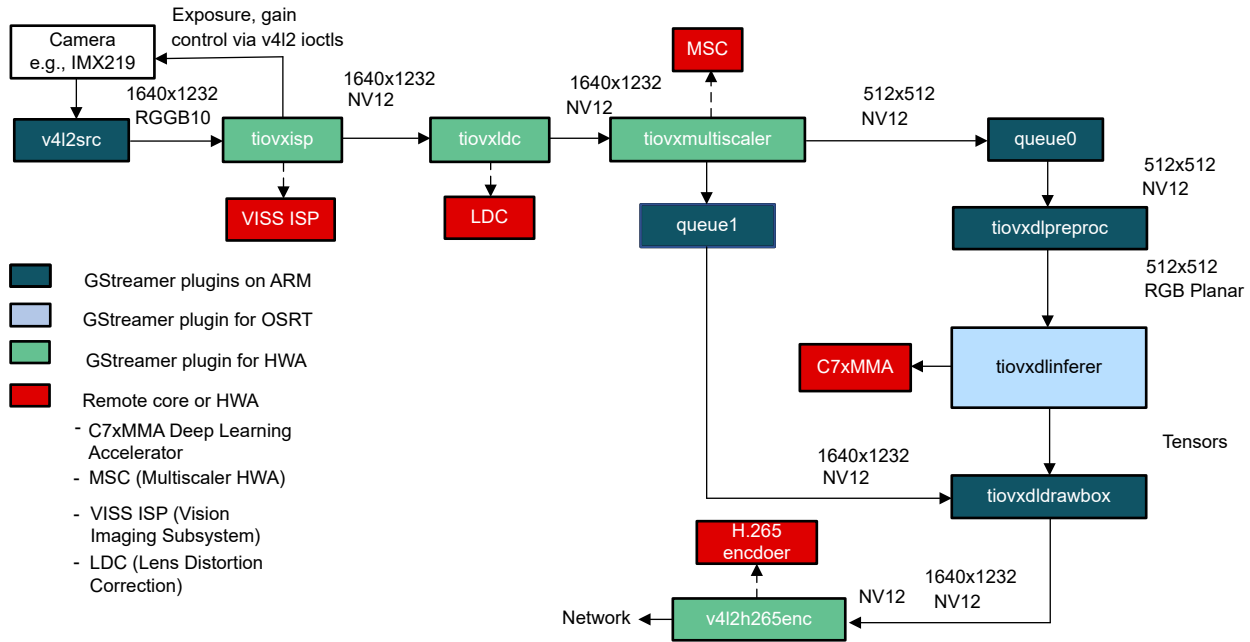 Exposure, gain
control via v4l2 ioctls
Camera
e.g., IMX219
MSC
1640x1232
RGGB10
1640x1232
NV12
1640x1232
NV12
512x512
NV12
v4l2src
tiovxisp
tiovxldc
tiovxmultiscaler
queue0
512x512
NV12
VISS ISP
LDC
queue1
tiovxdlpreproc
512x512
RGB Planar
GStreamer plugins on ARM
GStreamer plugin for OSRT
GStreamer plugin for HWA
Remote core or HWA
- C7xMMA Deep Learning
Accelerator
- MSC (Multiscaler HWA)
- VISS ISP (Vision
Imaging Subsystem)
- LDC (Lens Distortion
Correction)
C7xMMA
tiovxdlinferer
Tensors
1640x1232
NV12
tiovxdldrawbox
H.265
encdoer
1640x1232
NV12
NV12
Network
v4l2h265enc